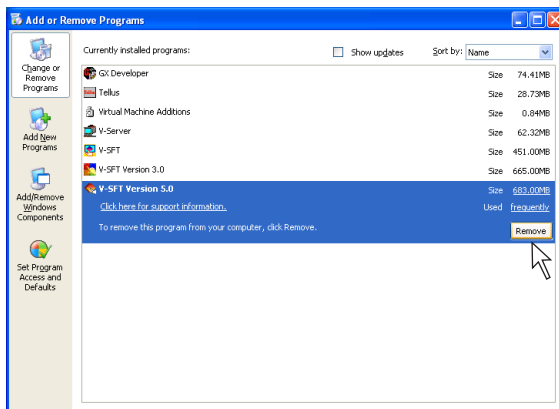 Add or Remove Programs
Change or
Remove
Programs
Add New
Programs
Add/Remove
Windows
Components
Set Program
Access and
Defaults
Currently installed programs:
Show updates
Sort by: Name
GX Developer Size 74.41MB
Tellus Size 28.73MB
Virtual Machine Additions Size 0.84MB
V-Server Size 62.32MB
V-SFT Size 451.00MB
V-SFT Version 3.0 Size 665.00MB
V-SFT Version 5.0 Size 683.00MB
Click here for support information. Used frequently
To remove this program from your computer, click Remove.
Remove